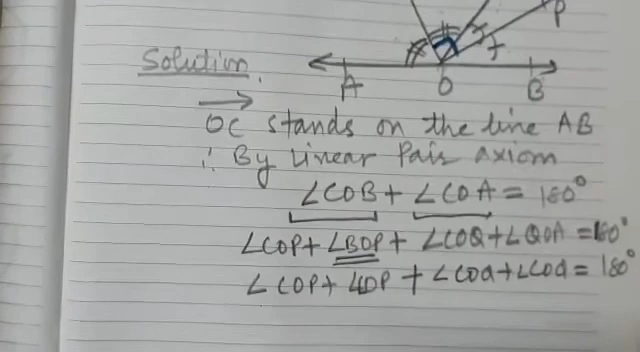 P
Solution.
A O B
OC stands on the line AB
∴ By Linear Pair axiom
∠COB + ∠COA = 180°
∠COP + ∠BOP + ∠COQ + ∠QOA = 180°
∠COP + ∠ + ∠COQ + ∠COQ = 180°